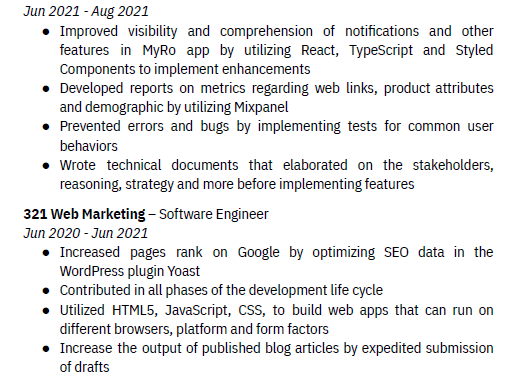 Jun 2021 - Aug 2021
● Improved visibility and comprehension of notifications and other
features in MyRo app by utilizing React, TypeScript and Styled
Components to implement enhancements
● Developed reports on metrics regarding web links, product attributes
and demographic by utilizing Mixpanel
● Prevented errors and bugs by implementing tests for common user
behaviors
● Wrote technical documents that elaborated on the stakeholders,
reasoning, strategy and more before implementing features
321 Web Marketing – Software Engineer
Jun 2020 - Jun 2021
● Increased pages rank on Google by optimizing SEO data in the
WordPress plugin Yoast
● Contributed in all phases of the development life cycle
● Utilized HTML5, JavaScript, CSS, to build web apps that can run on
different browsers, platform and form factors
● Increase the output of published blog articles by expedited submission
of drafts